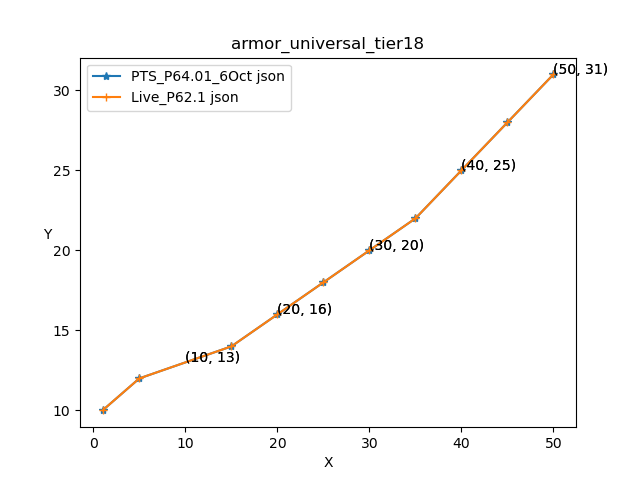 armor_universal_tier18
PTS_P64.01_6Oct json
Live_P62.1 json
(50, 31)
(40, 25)
(30, 20)
(20, 16)
(10, 13)
30
25
20
15
10
Y
0 10 20 30 40 50
X